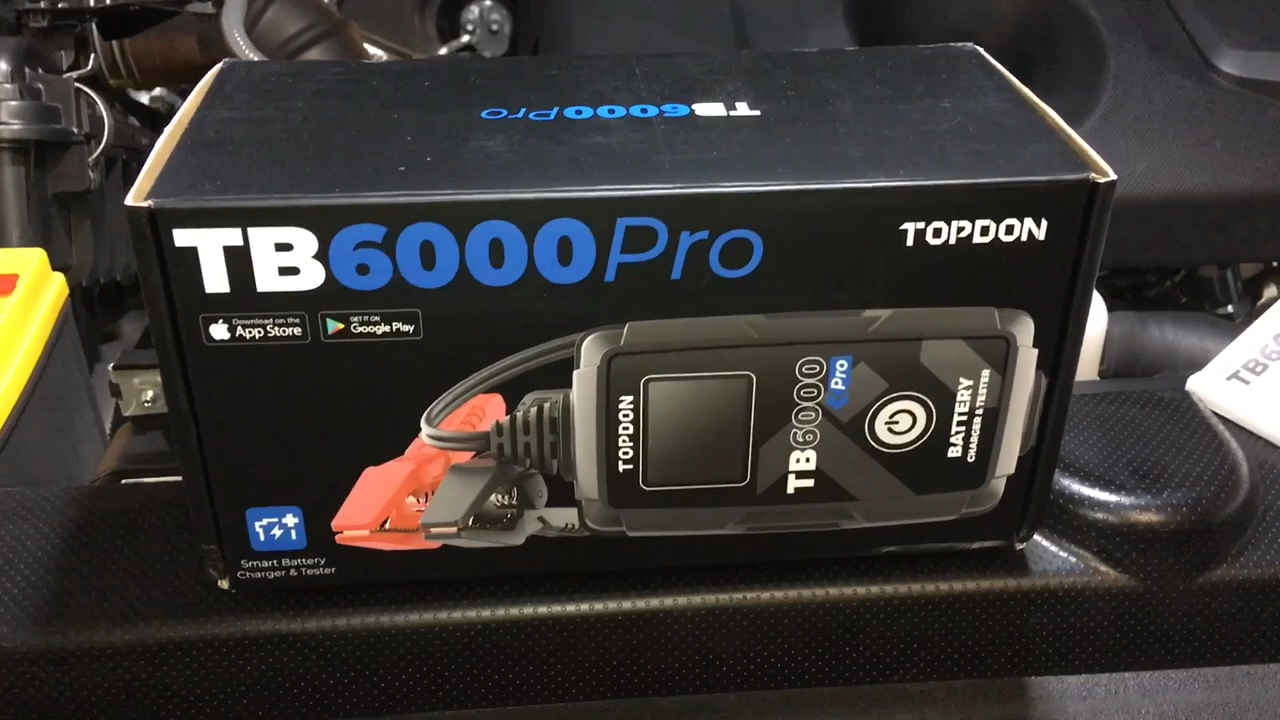 TB6000Pro
TB6000Pro
TOPDON
Download on the
App Store
GET IT ON
Google Play
TOPDON
TB6000
Pro
BATTERY
CHARGER & TESTER
Smart Battery
Charger & Tester